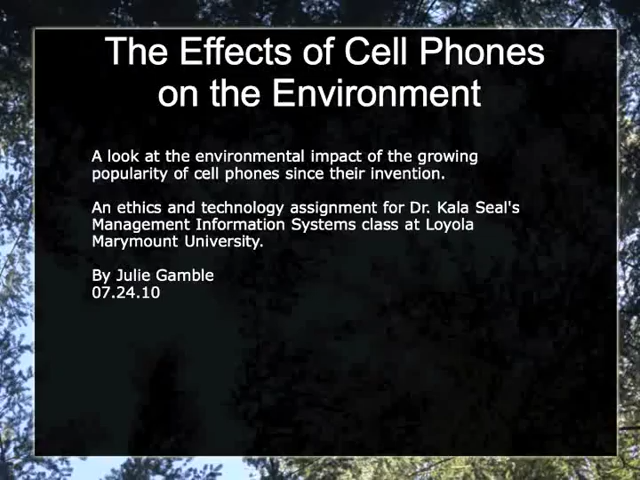 The Effects of Cell Phones
on the Environment
A look at the environmental impact of the growing
popularity of cell phones since their invention.
An ethics and technology assignment for Dr. Kala Seal's
Management Information Systems class at Loyola
Marymount University.
By Julie Gamble
07.24.10